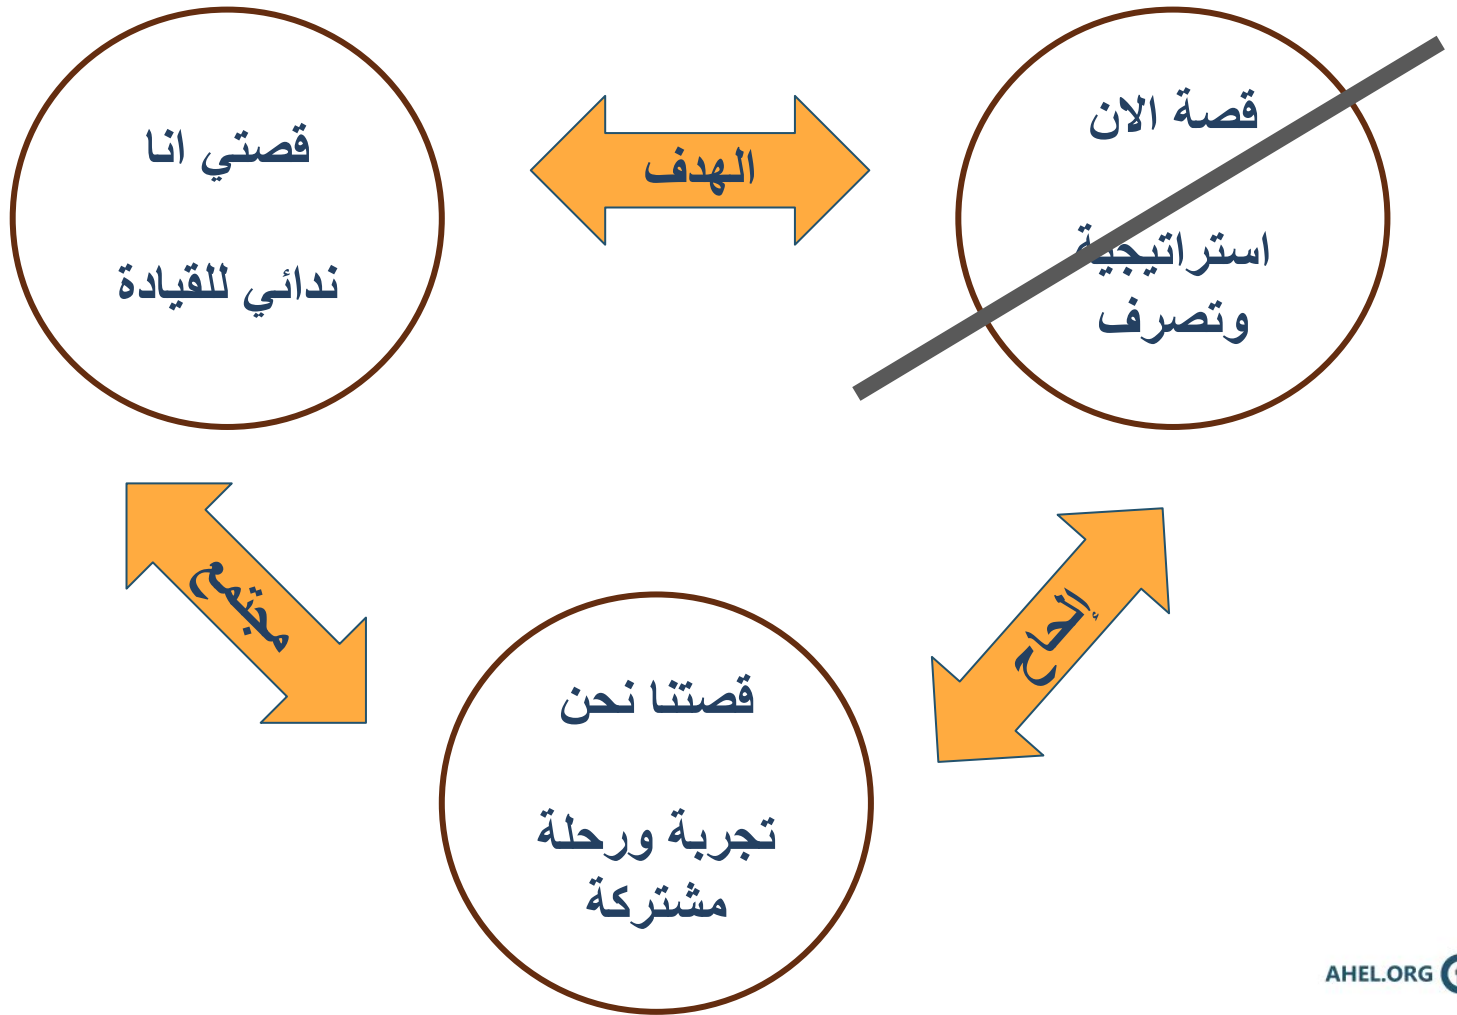 قصة الان
استراتيجية
وتصرف
الهدف
قصتي انا
ندائي للقيادة
مجتمع
إلحاح
قصتنا نحن
تجربة ورحلة
مشتركة
AHEL.ORG